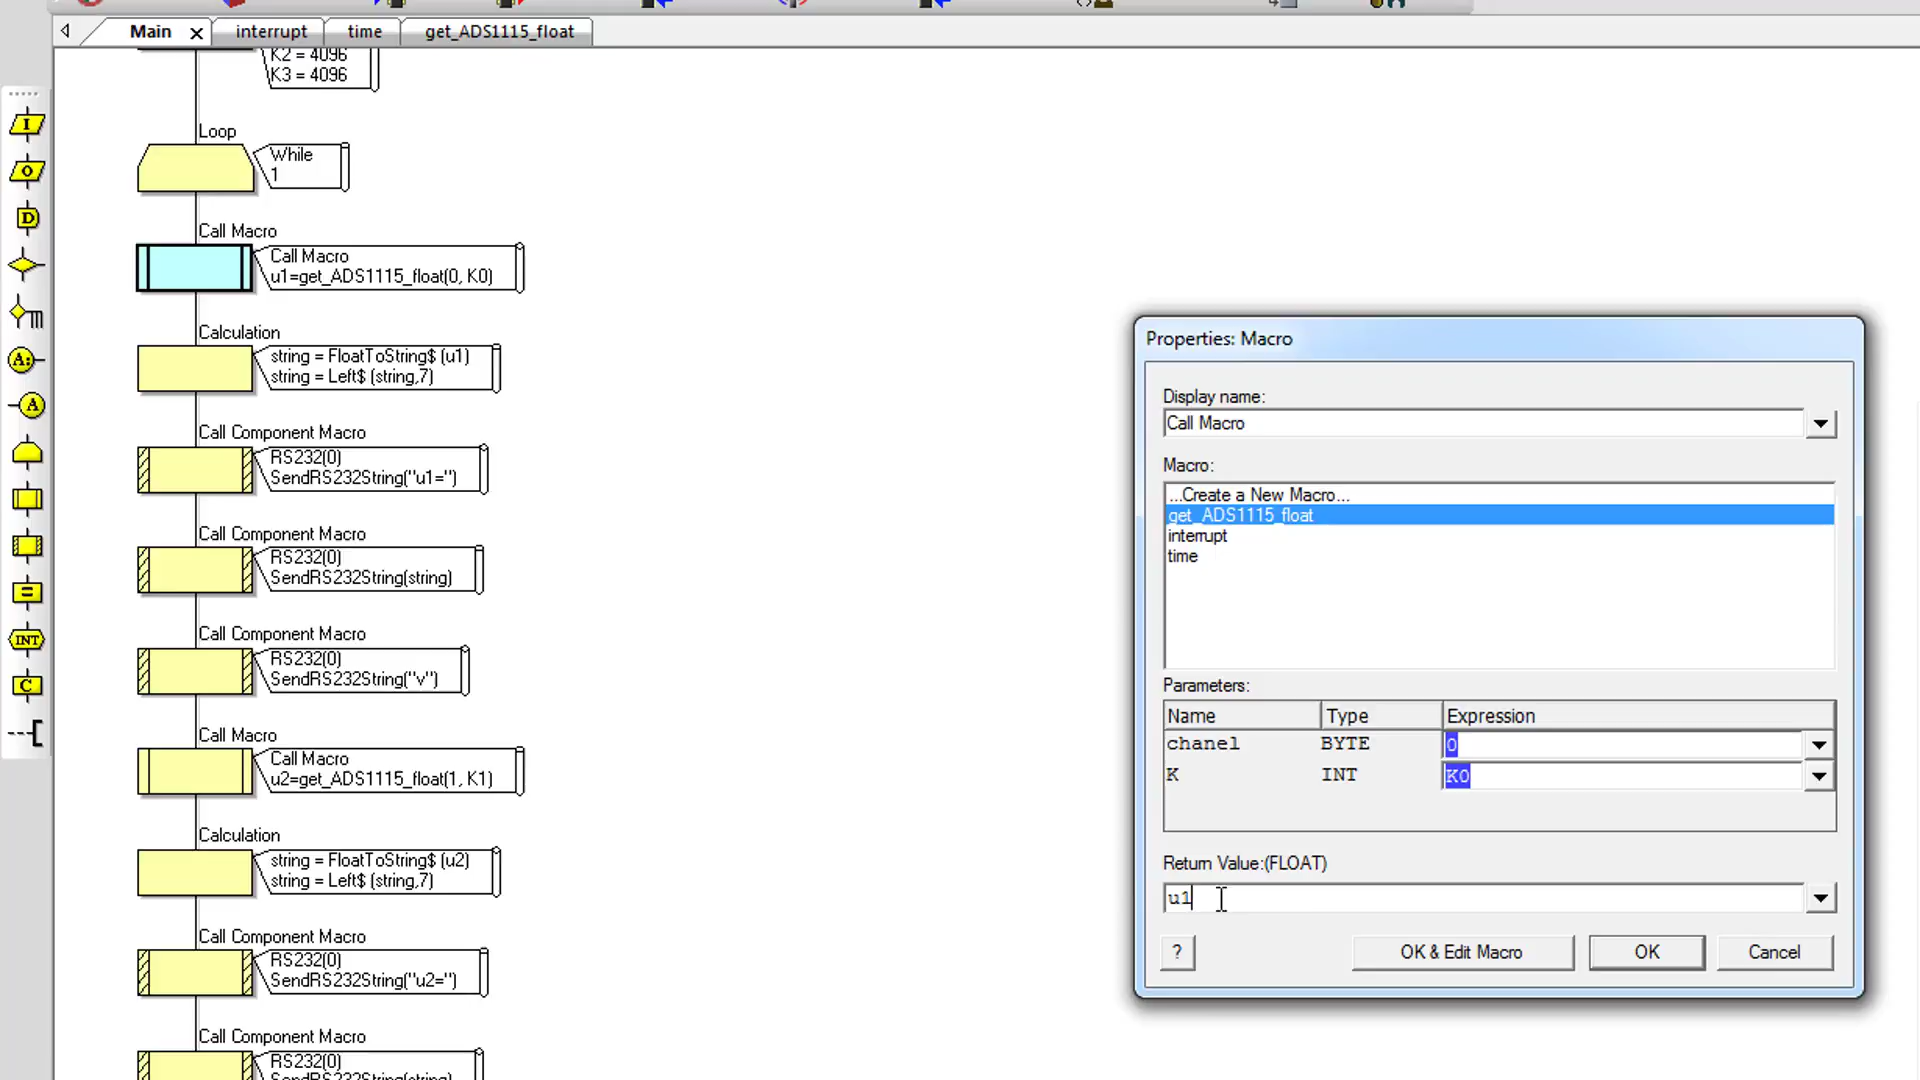 Main
interrupt
time
get_ADS1115_float
K2 = 4096
K3 = 4096
Loop
While
1
Call Macro
Call Macro
u1=get_ADS1115_float(0, K0)
Calculation
string = FloatToString$ (u1)
string = Left$ (string,7)
Call Component Macro
RS232(0)
SendRS232String("u1=")
Call Component Macro
RS232(0)
SendRS232String(string)
Call Component Macro
RS232(0)
SendRS232String("v")
Call Macro
Call Macro
u2=get_ADS1115_float(1, K1)
Calculation
string = FloatToString$ (u2)
string = Left$ (string,7)
Call Component Macro
RS232(0)
SendRS232String("u2=")
Call Component Macro
RS232(0)
SendRS232String(string)
I
O
D
A:
A
=
INT
C
Properties: Macro
Display name:
Call Macro
Macro:
...Create a New Macro...
get_ADS1115_float
interrupt
time
Parameters:
Name Type Expression
chanel BYTE 0
K INT K0
Return Value:(FLOAT)
u1
? OK & Edit Macro OK Cancel